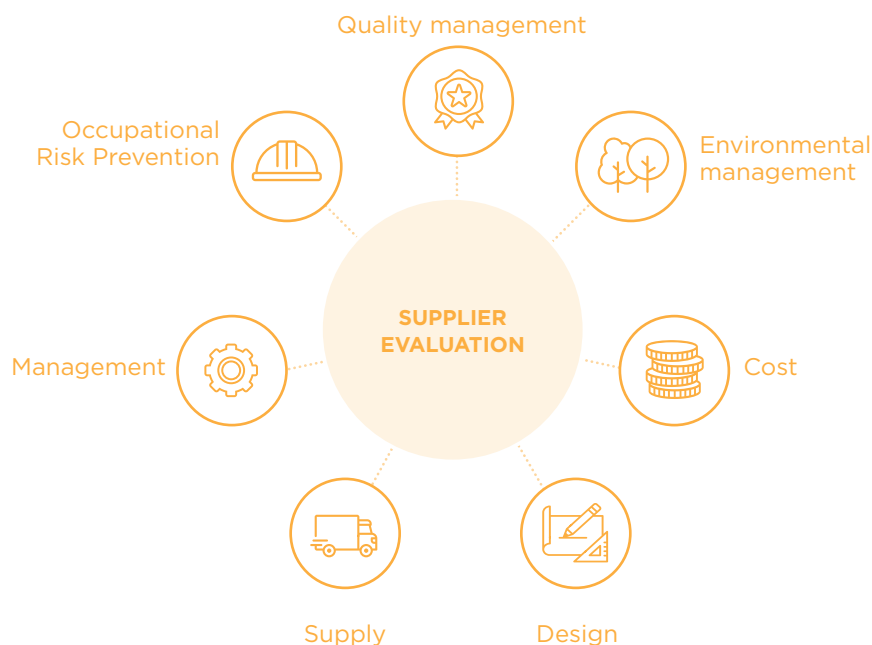 Quality management
Occupational
Risk Prevention
Environmental
management
SUPPLIER
EVALUATION
Management
Cost
Supply
Design